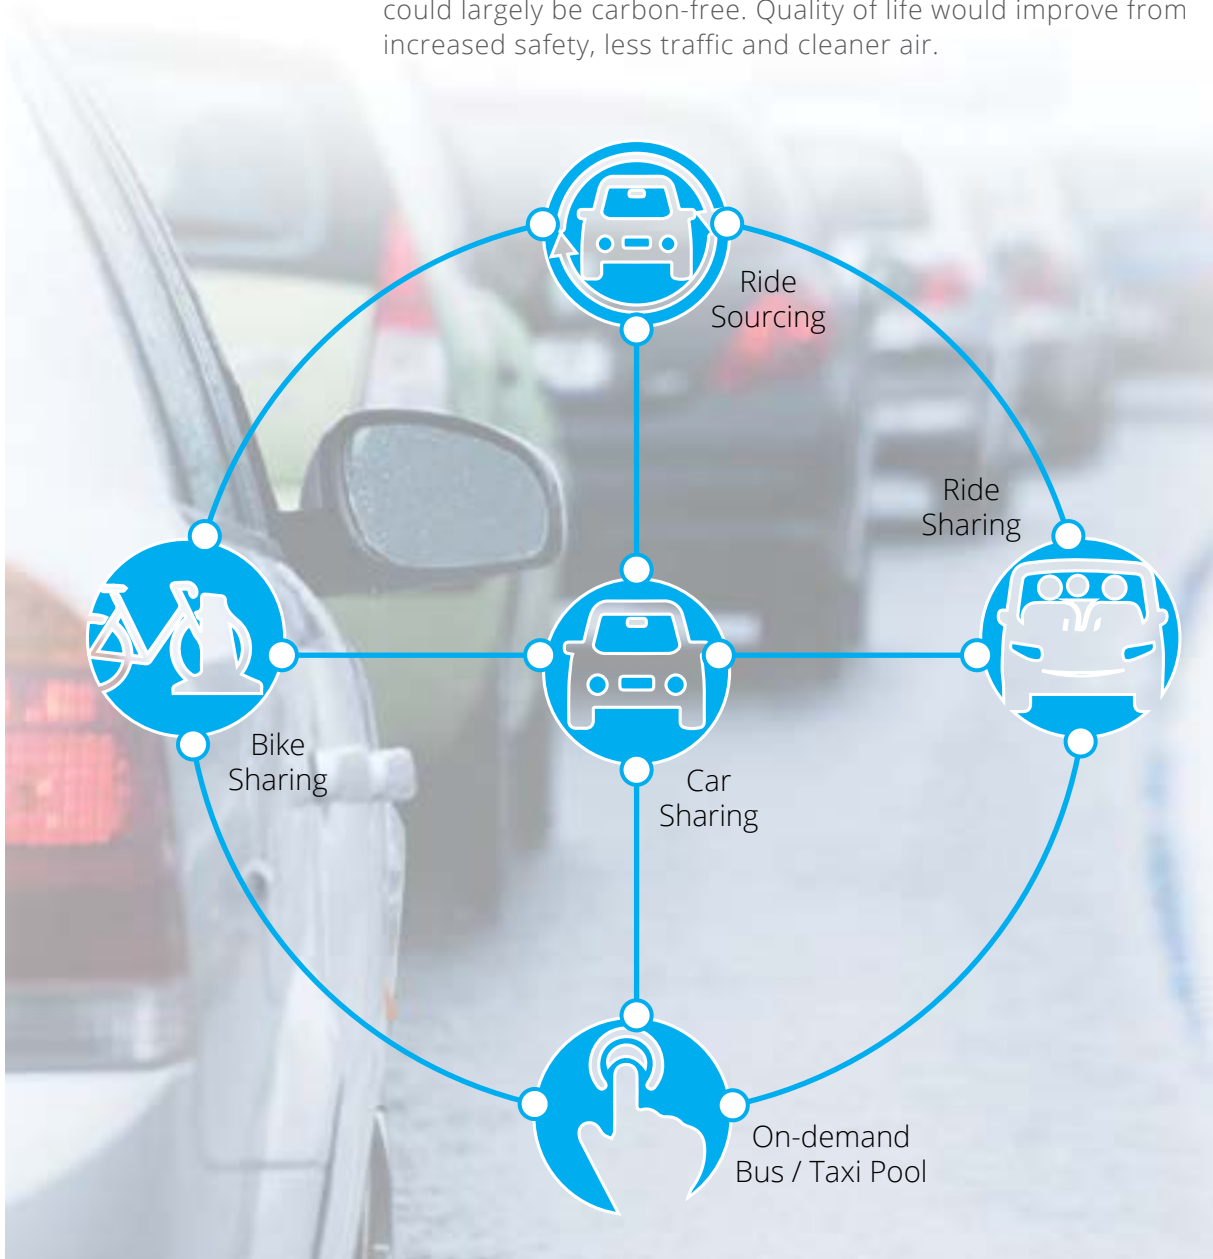 could largely be carbon-free. Quality of life would improve from
increased safety, less traffic and cleaner air.
Ride
Sourcing
Ride
Sharing
Bike
Sharing
Car
Sharing
On-demand
Bus / Taxi Pool